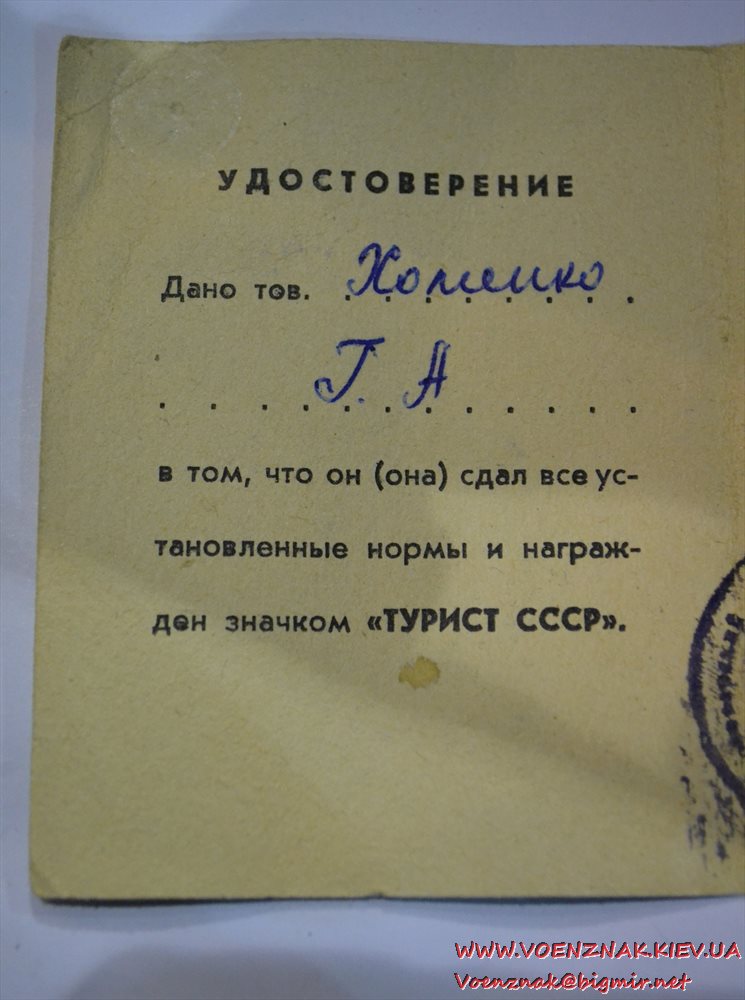 УДОСТОВЕРЕНИЕ
Дано тов. Хоменко
Г. А
в том, что он (она) сдал все ус-
тановленные нормы и награж-
ден значком «ТУРИСТ СССР».
WWW.VOENZNAK.KIEV.UA
Voenznak@bigmir.net